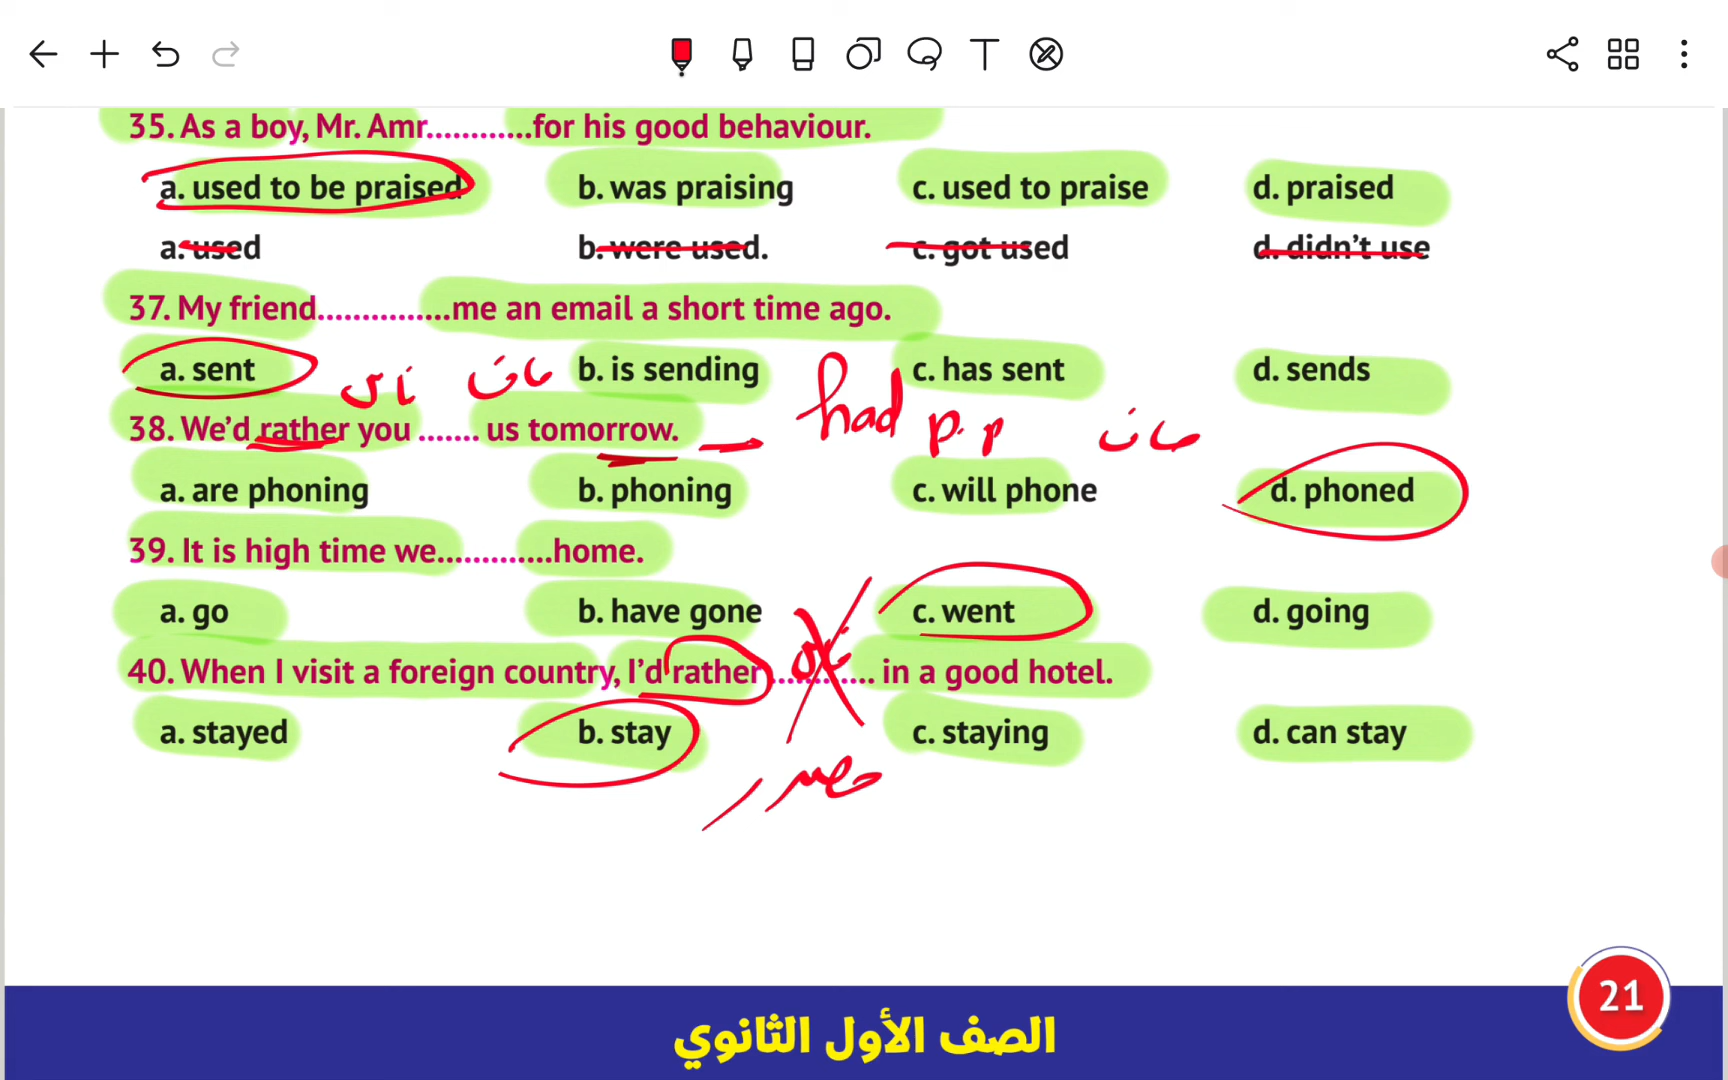 35. As a boy, Mr. Amr............for his good behaviour.
a. used to be praised b. was praising c. used to praise d. praised
a. used b. were used. c. got used d. didn't use
37. My friend...............me an email a short time ago.
a. sent b. is sending c. has sent d. sends
had p.p
38. We'd rather you ....... us tomorrow.
a. are phoning b. phoning c. will phone d. phoned
39. It is high time we.............home.
a. go b. have gone c. went d. going
40. When I visit a foreign country, I'd rather ............ in a good hotel.
a. stayed b. stay c. staying d. can stay
مصدر
21
الصف الأول الثانوي